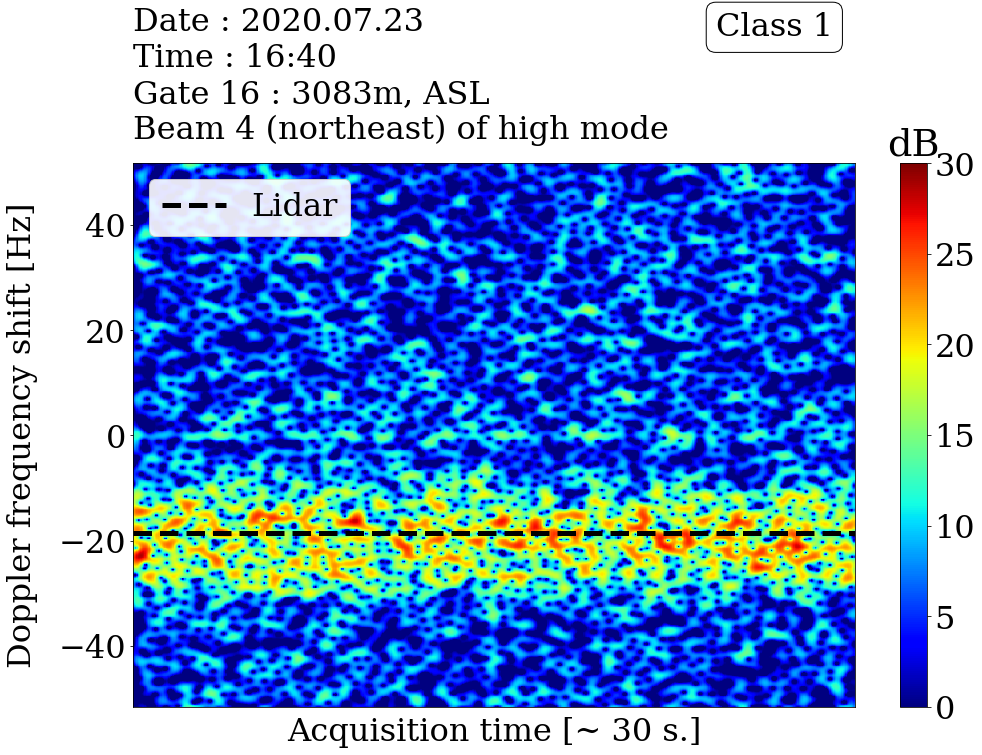 Date : 2020.07.23
Time : 16:40
Gate 16 : 3083m, ASL
Beam 4 (northeast) of high mode
Class 1
dB
Lidar
Doppler frequency shift [Hz]
40
20
0
−20
−40
30
25
20
15
10
5
0
Acquisition time [~ 30 s.]